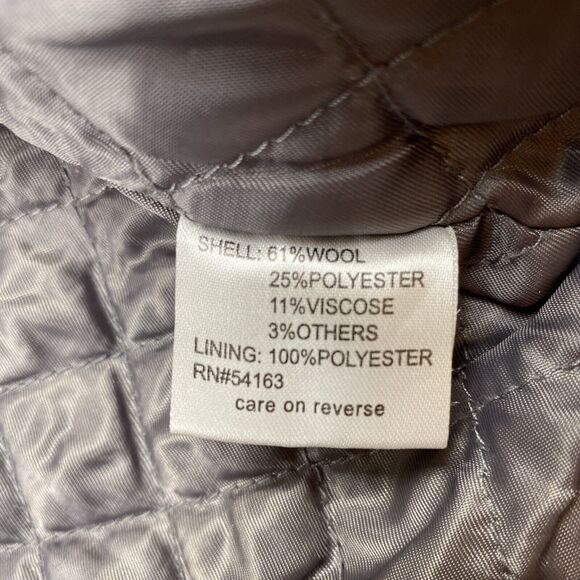 SHELL: 61%WOOL
25%POLYESTER
11%VISCOSE
3%OTHERS
LINING: 100%POLYESTER
RN#54163
care on reverse